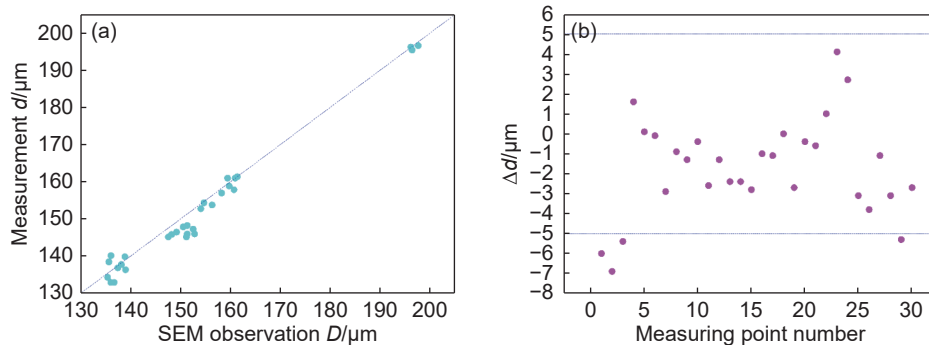 (a)
Measurement d/μm
200
190
180
170
160
150
140
130
130 140 150 160 170 180 190 200
SEM observation D/μm
(b)
Δd/μm
6
5
4
3
2
1
0
−1
−2
−3
−4
−5
−6
−7
−8
0 5 10 15 20 25 30
Measuring point number